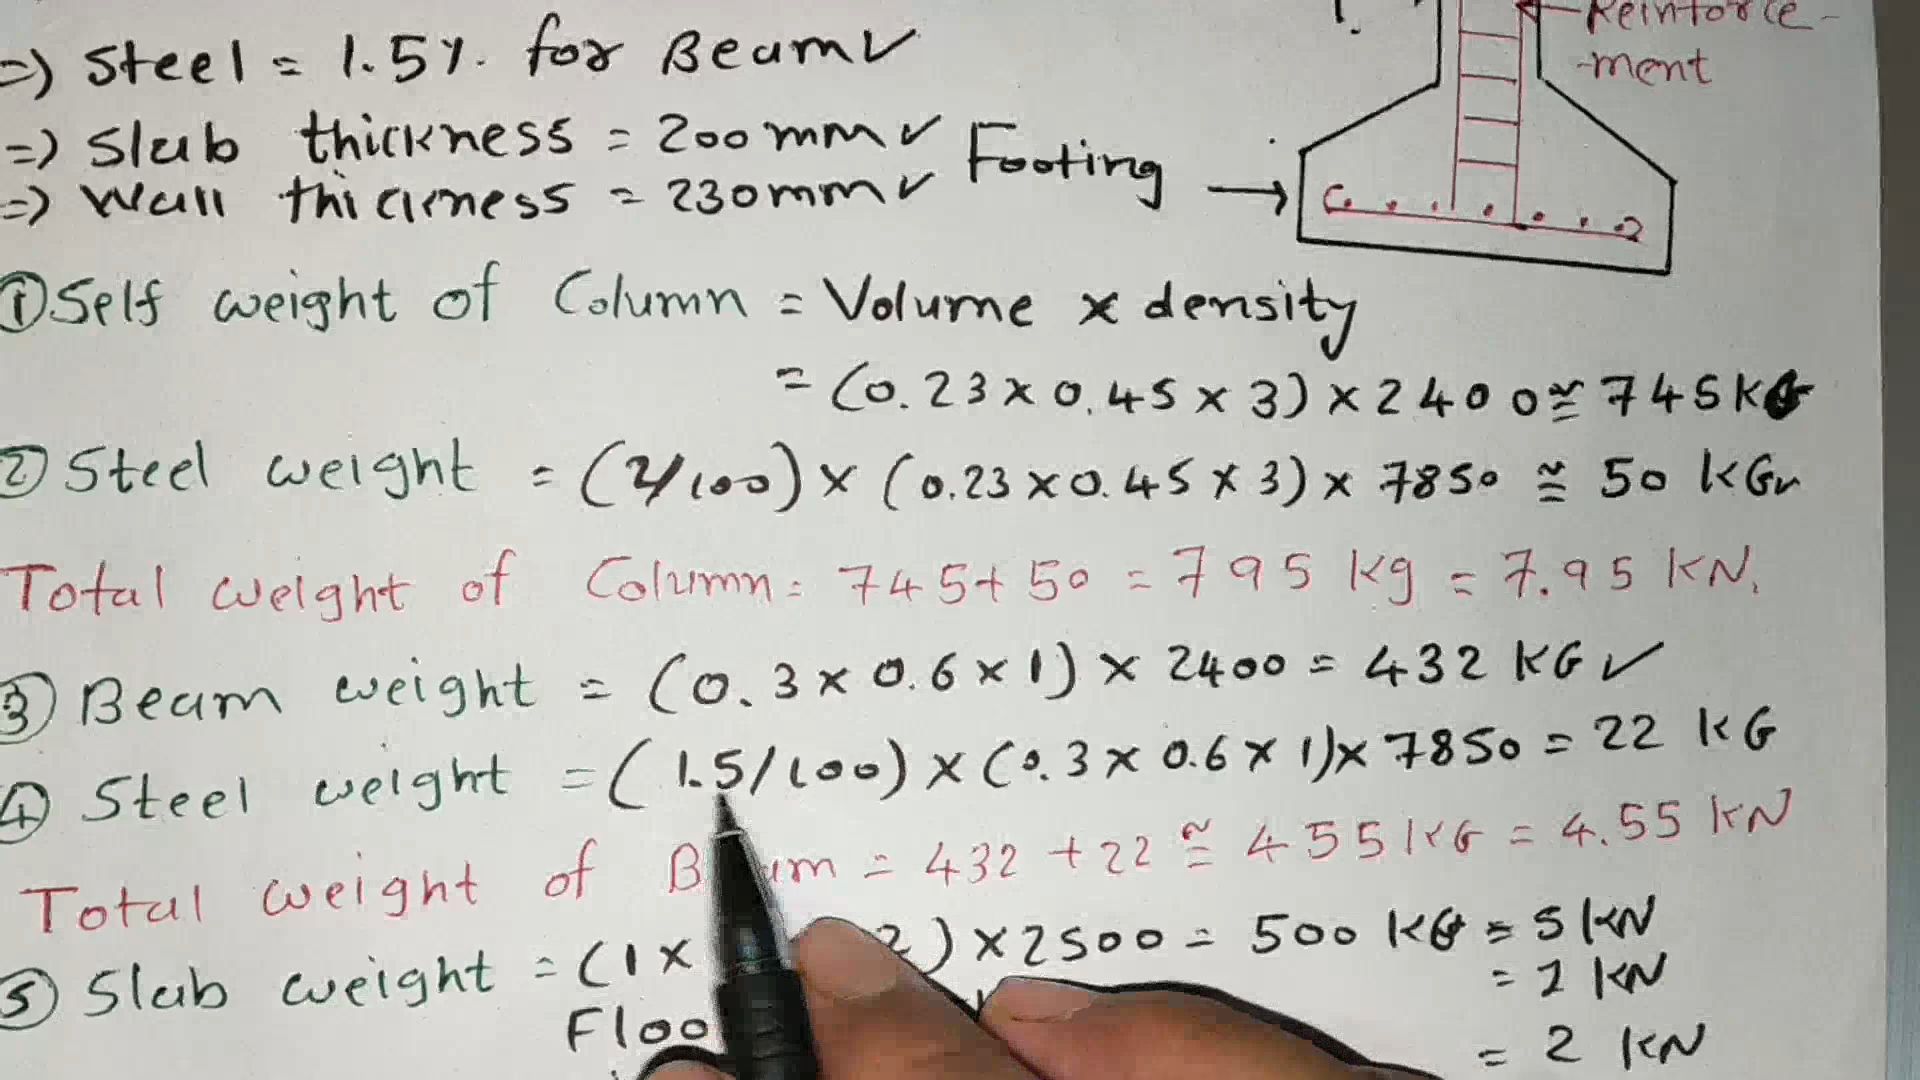 => Steel = 1.5%. for Beam✓
Reinforce-
-ment
=> Slab thickness = 200mm✓
=> Wall thickness = 230mm✓
Footing →
① Self weight of Column = Volume x density
= (0.23 x 0.45 x 3) x 2400 ≅ 745KG
② Steel weight = (2/100) x (0.23 x 0.45 x 3) x 7850 ≅ 50 KG
Total weight of Column = 745 + 50 = 795 kg = 7.95 KN.
③ Beam weight = (0.3 x 0.6 x 1) x 2400 = 432 KG ✓
④ Steel weight = (1.5/100) x (0.3 x 0.6 x 1) x 7850 = 22 KG
Total weight of Beam = 432 + 22 ≅ 455 KG = 4.55 KN
⑤ Slab weight = (1 x 2) x 2500 = 500 KG = 5 KN
Floo
= 2 KN